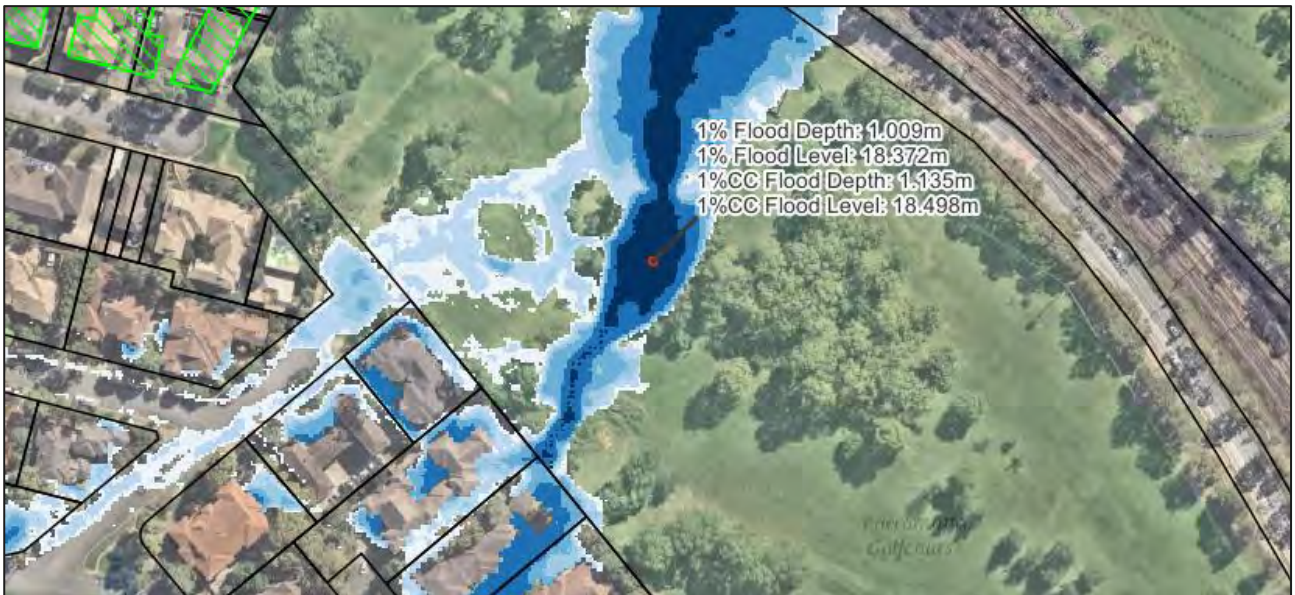 1% Flood Depth: 1.009m
1% Flood Level: 18.372m
1%CC Flood Depth: 1.135m
1%CC Flood Level: 18.498m